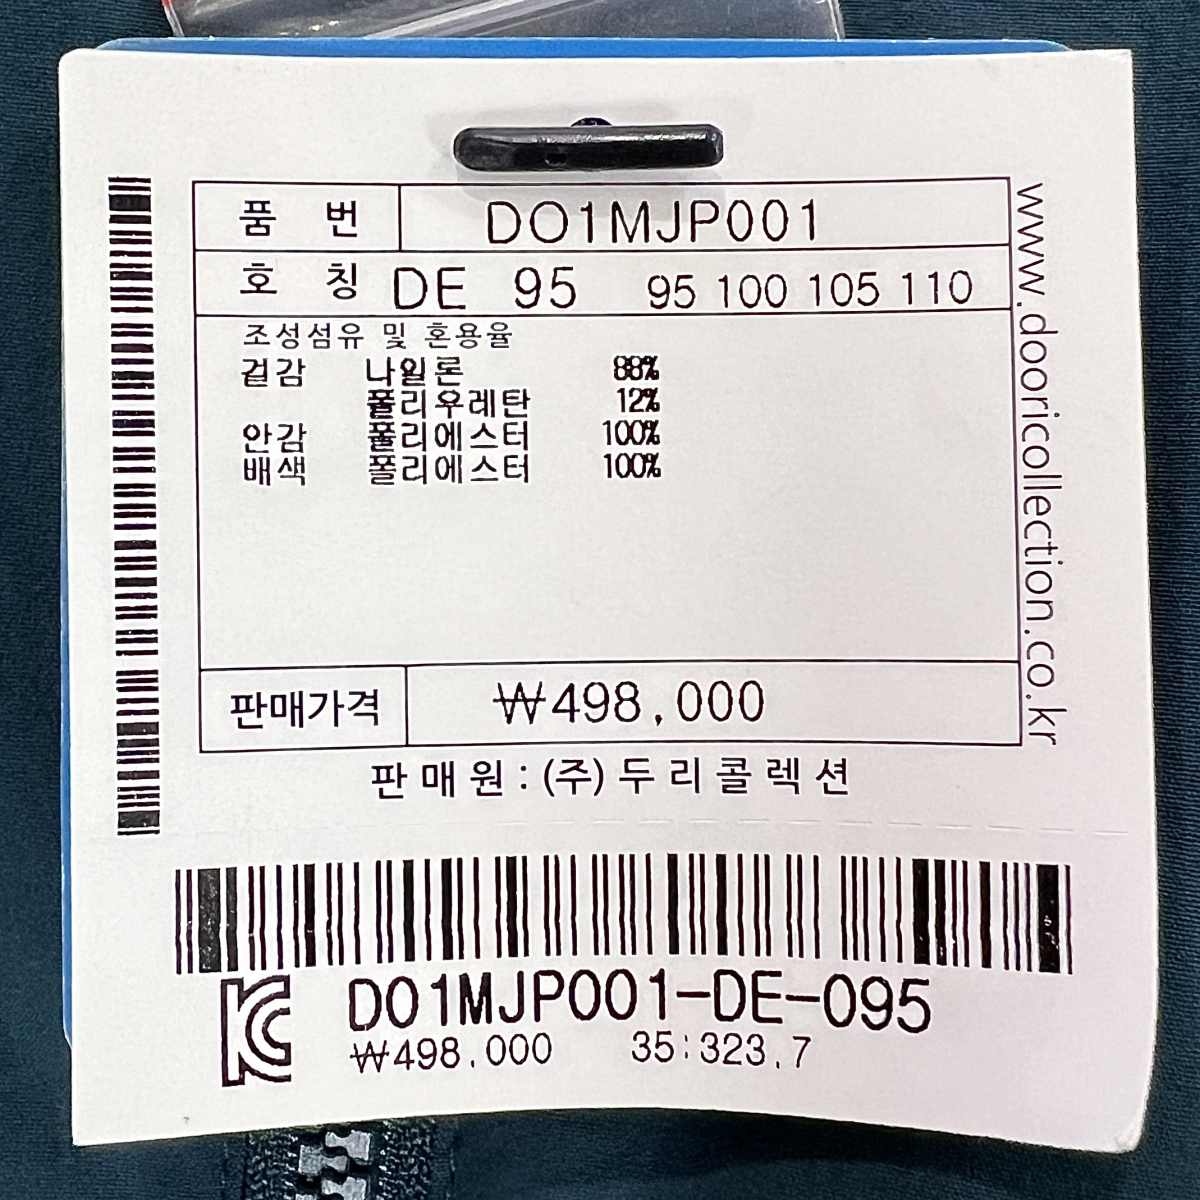 품 번 DO1MJP001
호 칭 DE 95 95 100 105 110
조성섬유 및 혼용율
겉감 나일론 88%
폴리우레탄 12%
안감 폴리에스터 100%
배색 폴리에스터 100%
판매가격 ₩498,000
판매원 : (주)두리콜렉션
www.dooricollection.co.kr
DO1MJP001-DE-095
₩498,000 35:323.7